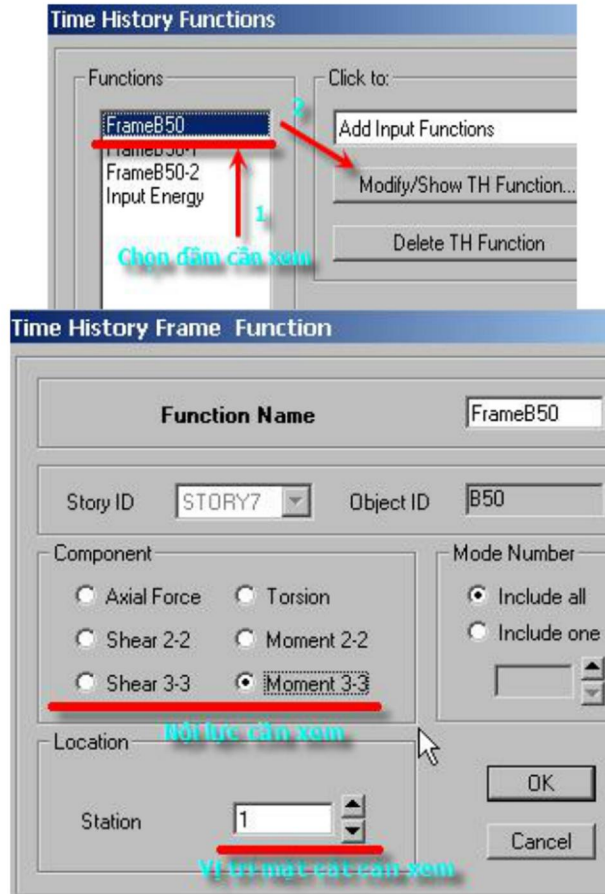 Time History Functions
Functions
Click to:
FrameB50
2
Add Input Functions
FrameB50-1
FrameB50-2
Modify/Show TH Function...
Input Energy
1
Delete TH Function
Chọn dầm cần xem
Time History Frame Function
Function Name
FrameB50
Story ID
STORY7
Object ID
B50
Component
Mode Number
Axial Force
Torsion
Include all
Shear 2-2
Moment 2-2
Include one
Shear 3-3
Moment 3-3
Nội lực cần xem
Location
OK
Station
1
Cancel
Vị trí mặt cắt cần xem